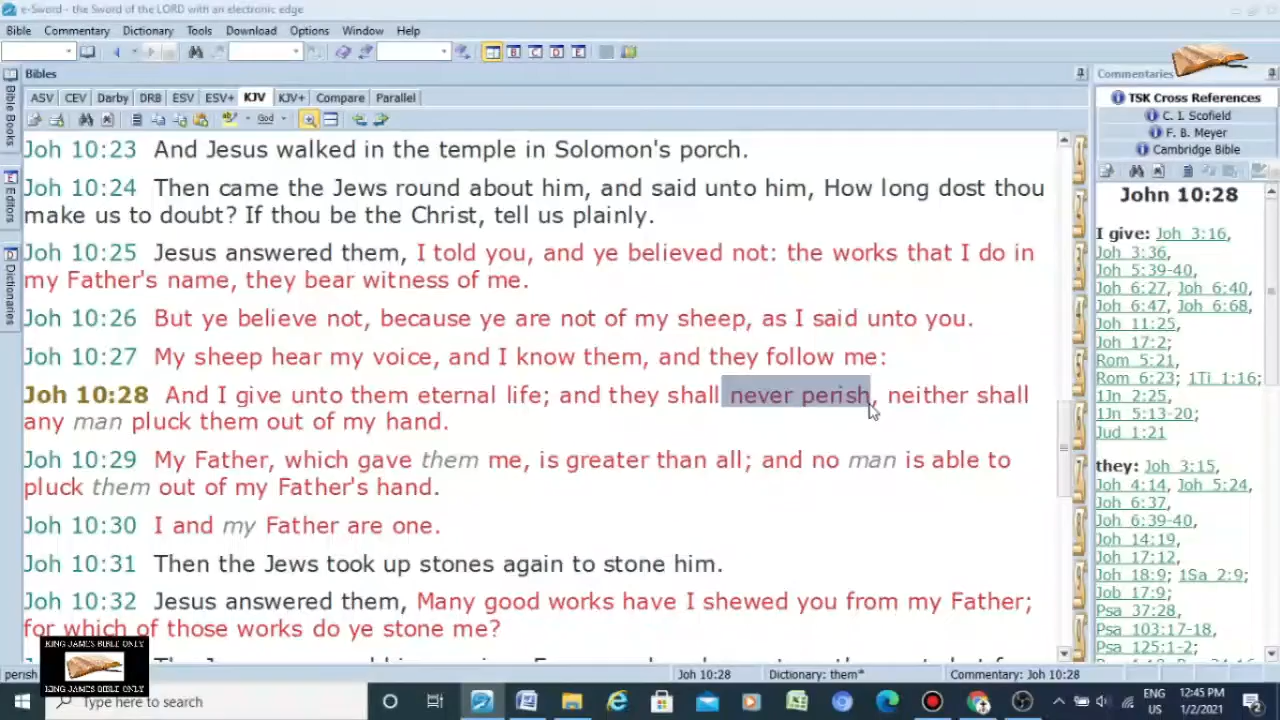 e-Sword - the Sword of the LORD with an electronic edge
Bible Commentary Dictionary Tools Download Options Window Help
Bibles
Commentaries
ASV CEV Darby DRB ESV ESV+ KJV KJV+ Compare Parallel
God
Bible Books
Editors
Dictionaries
Joh 10:23 And Jesus walked in the temple in Solomon's porch.
Joh 10:24 Then came the Jews round about him, and said unto him, How long dost thou
make us to doubt? If thou be the Christ, tell us plainly.
Joh 10:25 Jesus answered them, I told you, and ye believed not: the works that I do in
my Father's name, they bear witness of me.
Joh 10:26 But ye believe not, because ye are not of my sheep, as I said unto you.
Joh 10:27 My sheep hear my voice, and I know them, and they follow me:
Joh 10:28 And I give unto them eternal life; and they shall never perish, neither shall
any man pluck them out of my hand.
Joh 10:29 My Father, which gave them me, is greater than all; and no man is able to
pluck them out of my Father's hand.
Joh 10:30 I and my Father are one.
Joh 10:31 Then the Jews took up stones again to stone him.
Joh 10:32 Jesus answered them, Many good works have I shewed you from my Father;
for which of those works do ye stone me?
TSK Cross References
C. I. Scofield
F. B. Meyer
Cambridge Bible
John 10:28
I give: Joh 3:16,
Joh 3:36,
Joh 5:39-40,
Joh 6:27, Joh 6:40,
Joh 6:47, Joh 6:68,
Joh 11:25,
Joh 17:2;
Rom 5:21,
Rom 6:23; 1Ti 1:16;
1Jn 2:25,
1Jn 5:13-20;
Jud 1:21
they: Joh 3:15,
Joh 4:14, Joh 5:24,
Joh 6:37,
Joh 6:39-40,
Joh 14:19,
Joh 17:12,
Joh 18:9; 1Sa 2:9;
Job 17:9;
Psa 37:28,
Psa 103:17-18,
Psa 125:1-2;
KING JAMES BIBLE ONLY
KING JAMES BIBLE ONLY
perish
Joh 10:28 Dictionary: them* Commentary: Joh 10:28
Type here to search
ENG
US
12:45 PM
1/2/2021
2